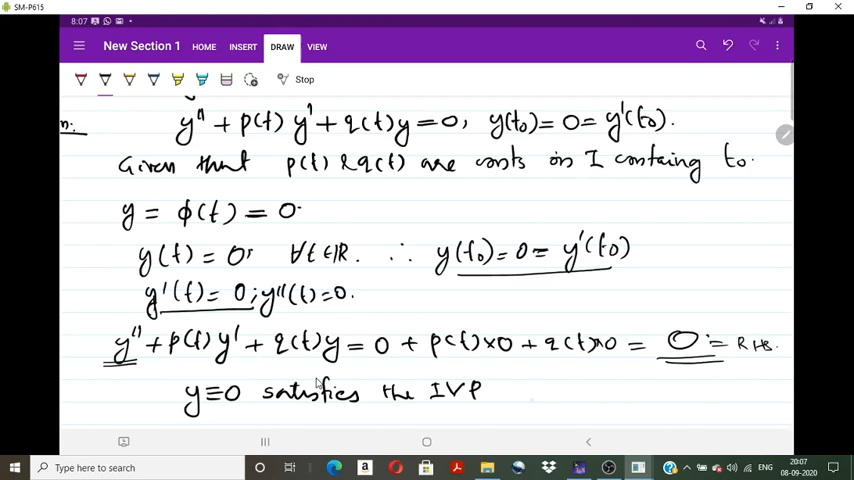 SM-P615
8:07
New Section 1 HOME INSERT DRAW VIEW
Stop
n:
y'' + p(t) y' + q(t)y = 0, y(t₀) = 0 = y'(t₀).
Given that p(t) & q(t) are conts on I containg t₀.
y = ϕ(t) = 0.
y(t) = 0, ∀t∈ℝ. ∴ y(t₀) = 0 = y'(t₀)
y'(t) = 0; y''(t) = 0.
y'' + p(t)y' + q(t)y = 0 + p(t)×0 + q(t)×0 = 0 = RHS.
y≡0 satisfies the IVP
Type here to search
ENG
20:07
08-09-2020